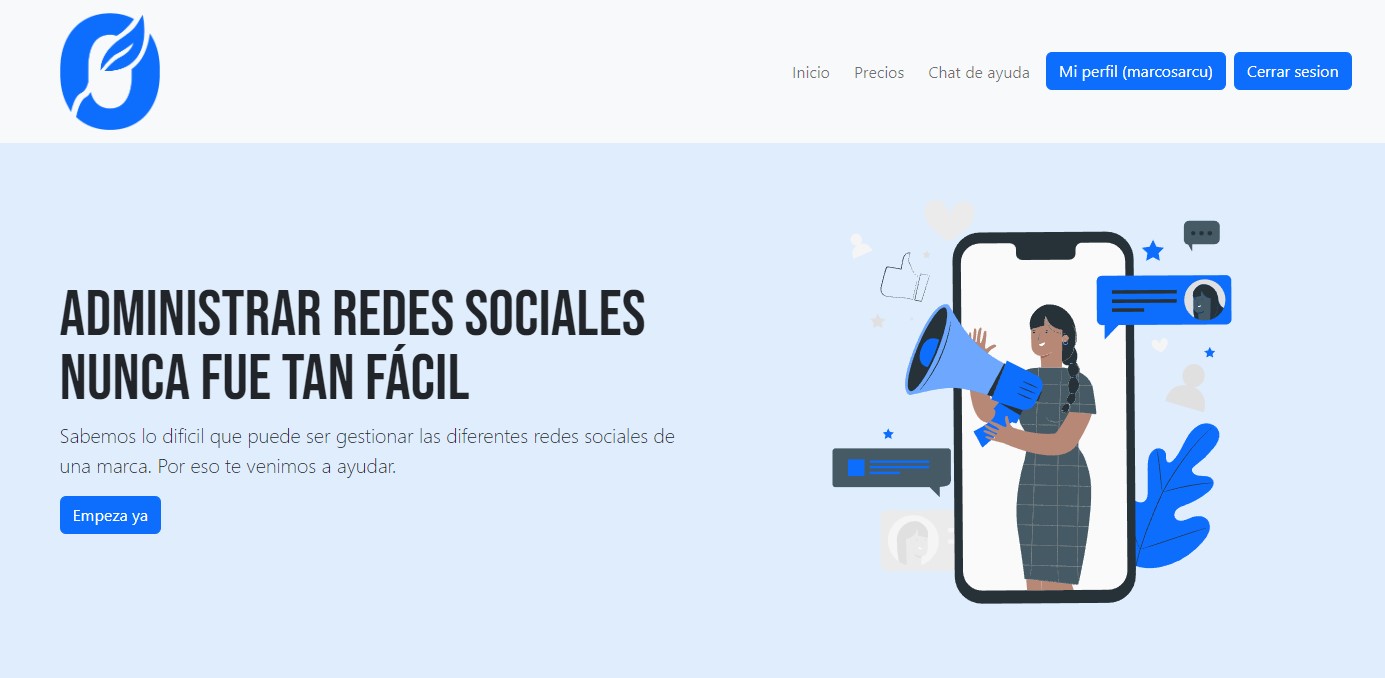 Inicio
Precios
Chat de ayuda
Mi perfil (marcosarcu)
Cerrar sesion
ADMINISTRAR REDES SOCIALES
NUNCA FUE TAN FÁCIL
Sabemos lo dificil que puede ser gestionar las diferentes redes sociales de
una marca. Por eso te venimos a ayudar.
Empeza ya